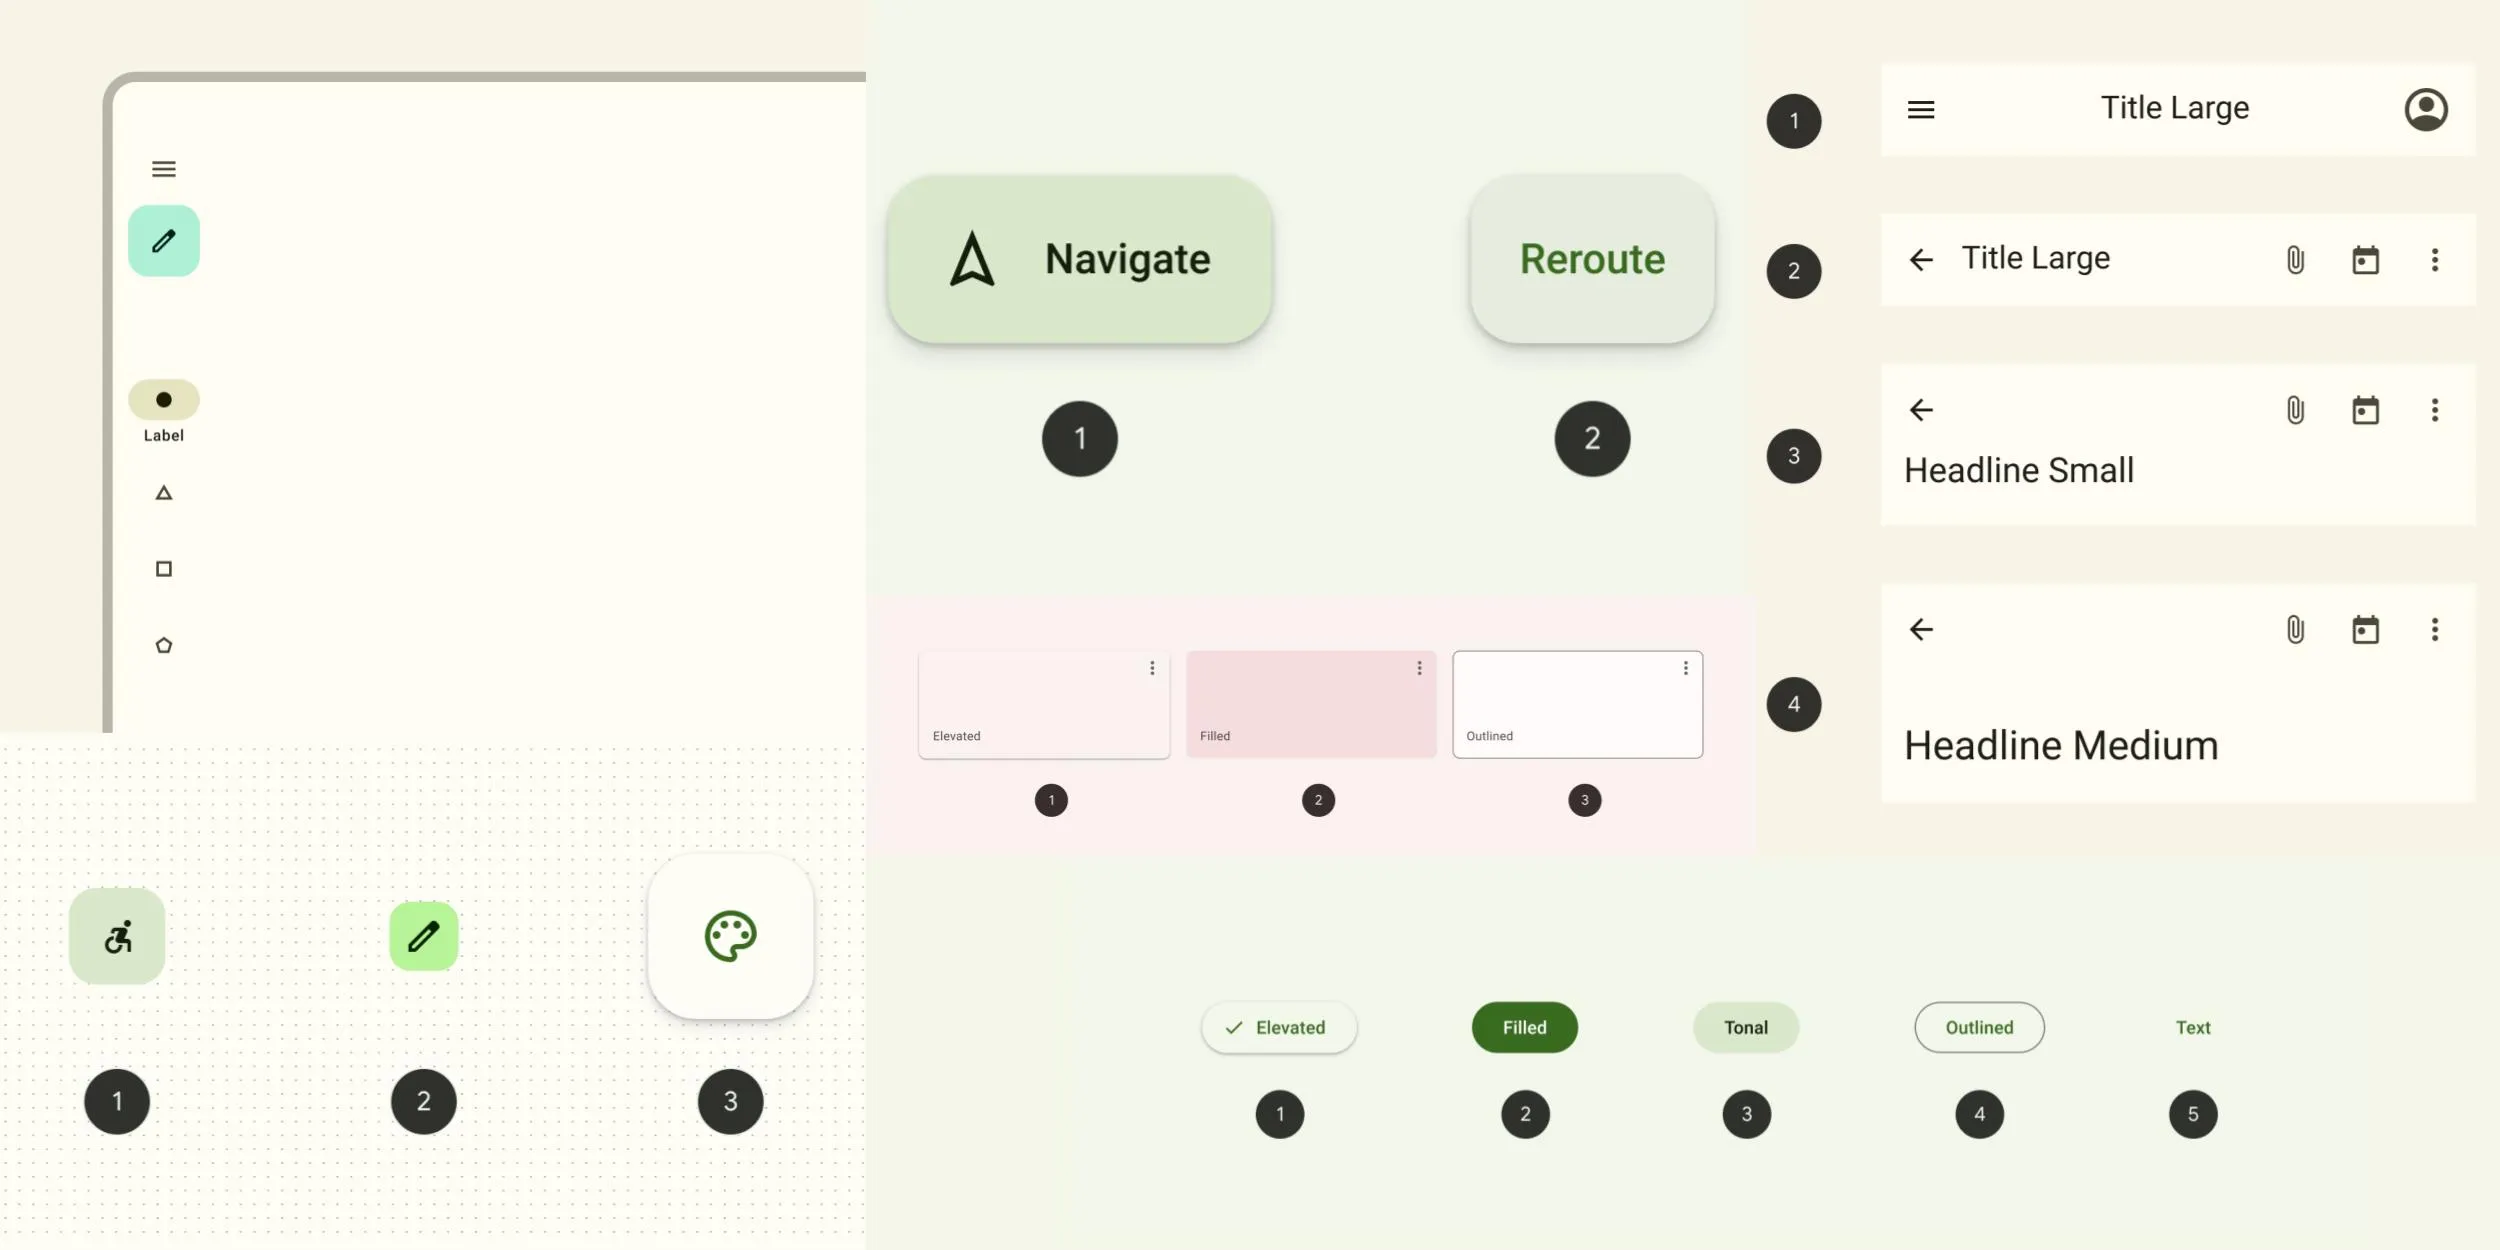 Label
1
2
3
Navigate
Reroute
1
2
Elevated
Filled
Outlined
1
2
3
1
Title Large
2
Title Large
3
Headline Small
4
Headline Medium
Elevated
Filled
Tonal
Outlined
Text
1
2
3
4
5